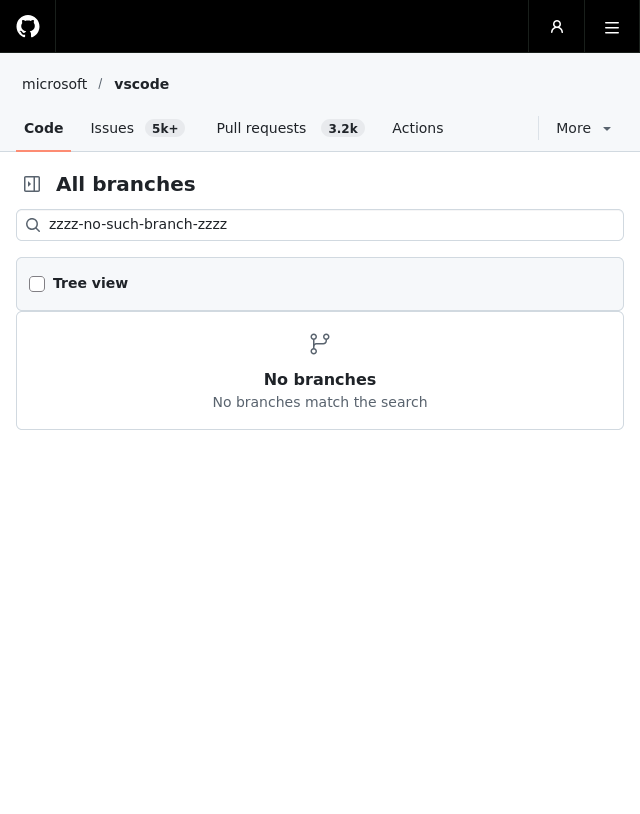 microsoft / vscode
Code Issues 5k+ Pull requests 3.2k Actions More
All branches
zzzz-no-such-branch-zzzz
Tree view
No branches
No branches match the search